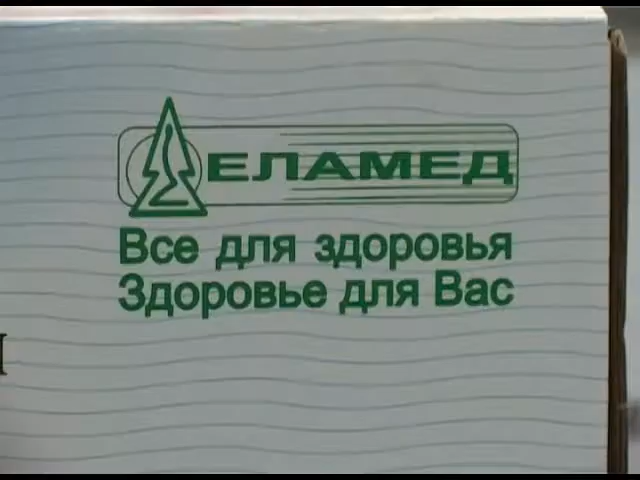 ЕЛАМЕД
Все для здоровья
Здоровье для Вас